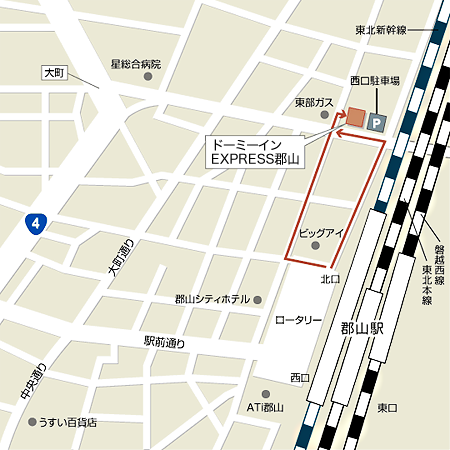 東北新幹線
星総合病院
大町
西口駐車場
東部ガス
P
ドーミーイン
EXPRESS郡山
4
大町通り
ビッグアイ
磐越西線
東北本線
北口
郡山シティホテル
ロータリー
郡山駅
駅前通り
中央通り
西口
ATi郡山
東口
うすい百貨店